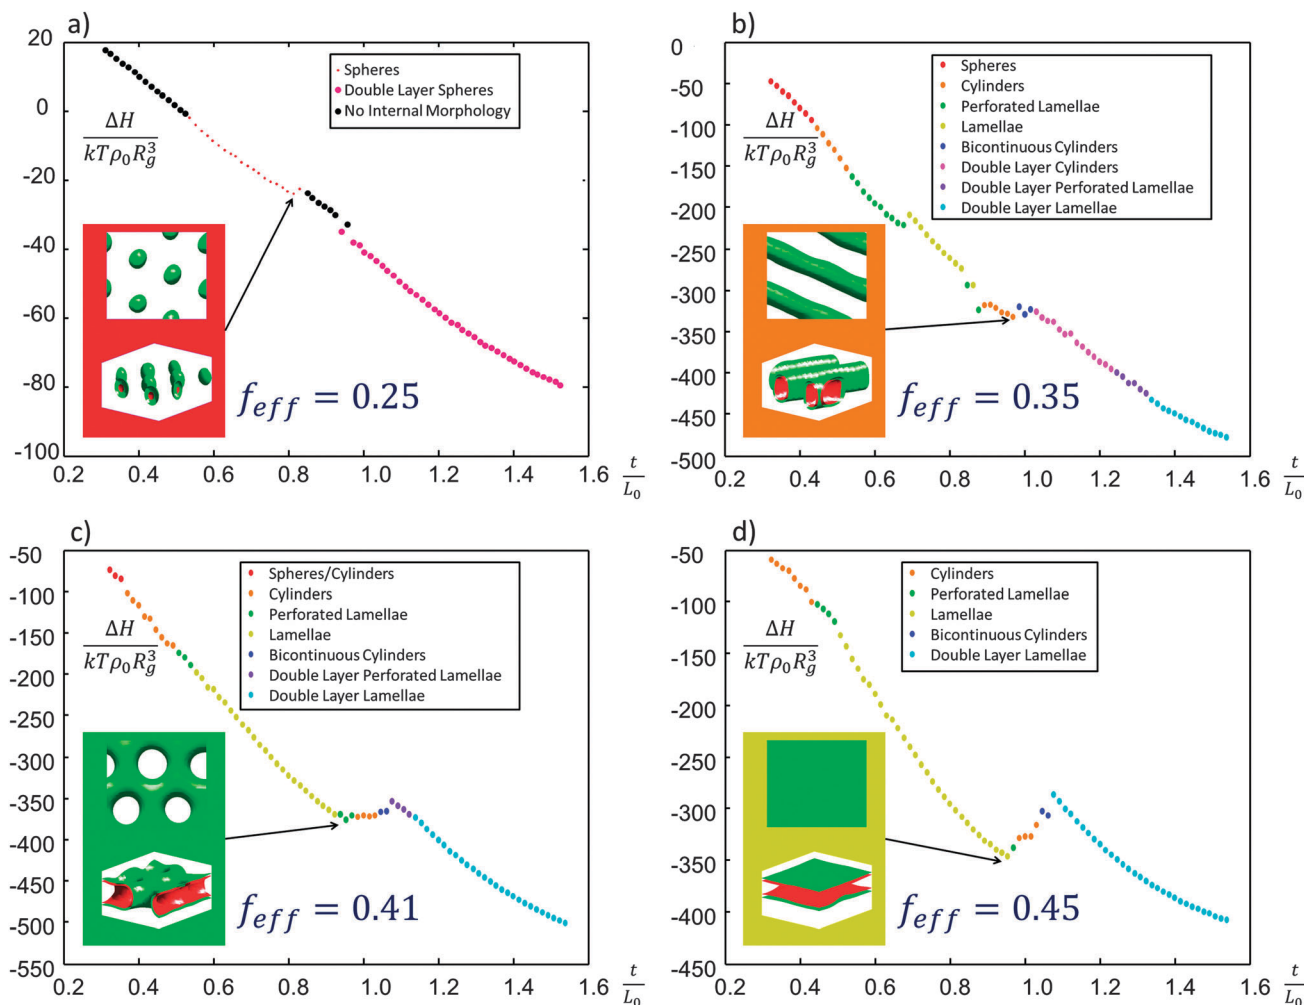 a)
20
0
-20
-40
-60
-80
-100
ΔH
kTρ₀R_g³
Spheres
Double Layer Spheres
No Internal Morphology
f_eff = 0.25
0.2 0.4 0.6 0.8 1.0 1.2 1.4 1.6
t
L₀
b)
0
-50
-100
-150
-200
-250
-300
-350
-400
-450
-500
ΔH
kTρ₀R_g³
Spheres
Cylinders
Perforated Lamellae
Lamellae
Bicontinuous Cylinders
Double Layer Cylinders
Double Layer Perforated Lamellae
Double Layer Lamellae
f_eff = 0.35
0.2 0.4 0.6 0.8 1.0 1.2 1.4 1.6
t
L₀
c)
-50
-100
-150
-200
-250
-300
-350
-400
-450
-500
-550
ΔH
kTρ₀R_g³
Spheres/Cylinders
Cylinders
Perforated Lamellae
Lamellae
Bicontinuous Cylinders
Double Layer Perforated Lamellae
Double Layer Lamellae
f_eff = 0.41
0.2 0.4 0.6 0.8 1.0 1.2 1.4 1.6
t
L₀
d)
-50
-100
-150
-200
-250
-300
-350
-400
-450
ΔH
kTρ₀R_g³
Cylinders
Perforated Lamellae
Lamellae
Bicontinuous Cylinders
Double Layer Lamellae
f_eff = 0.45
0.2 0.4 0.6 0.8 1.0 1.2 1.4 1.6
t
L₀